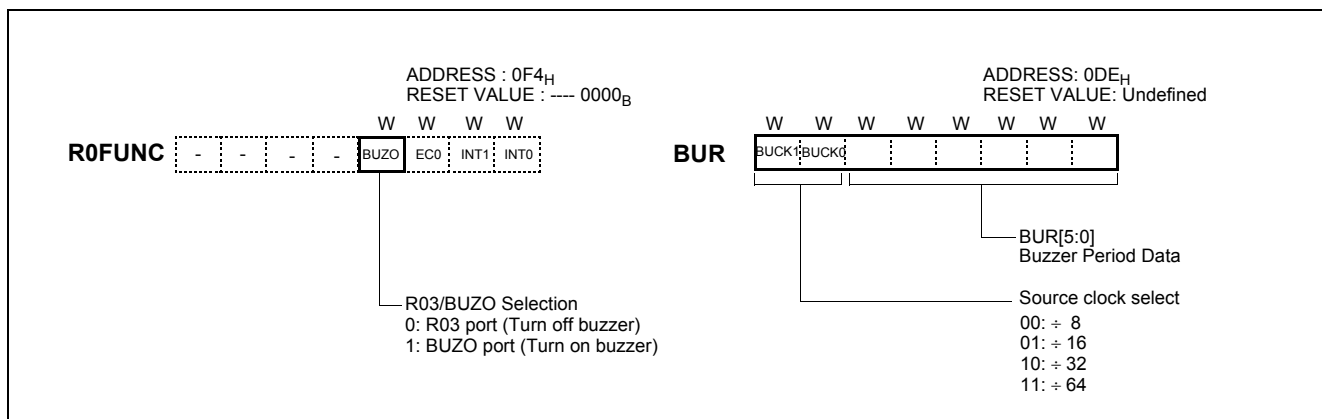 ADDRESS : 0F4H
RESET VALUE : ---- 0000B
W W W W
R0FUNC - - - - BUZO EC0 INT1 INT0
R03/BUZO Selection
0: R03 port (Turn off buzzer)
1: BUZO port (Turn on buzzer)
ADDRESS: 0DEH
RESET VALUE: Undefined
W W W W W W W W
BUR BUCK1 BUCK0
BUR[5:0]
Buzzer Period Data
Source clock select
00: ÷ 8
01: ÷ 16
10: ÷ 32
11: ÷ 64